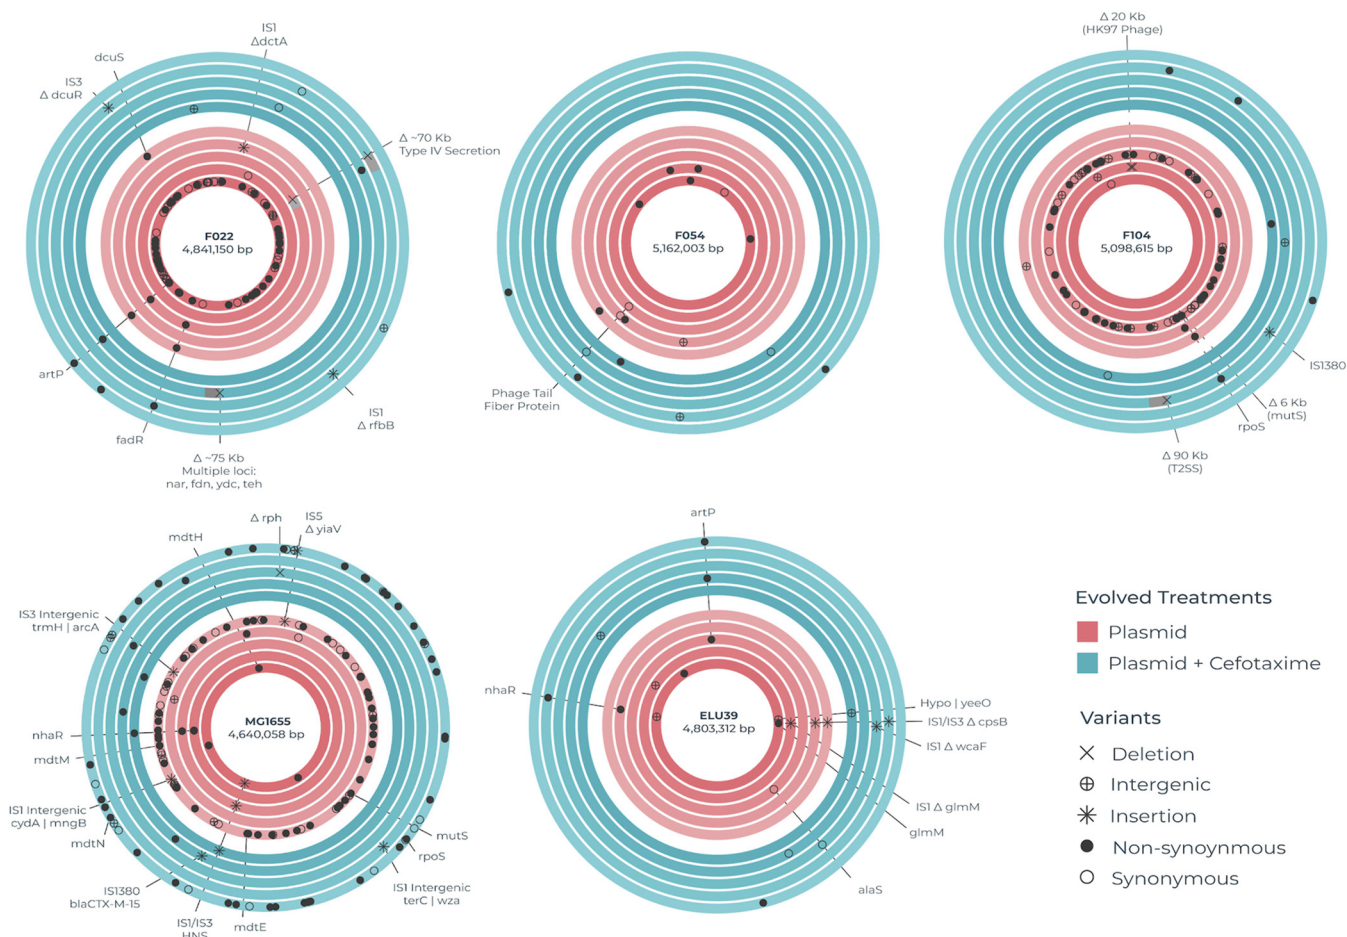 IS1
ΔdctA
dcuS
IS3
Δ dcuR
Δ ~70 Kb
Type IV Secretion
F022
4,841,150 bp
artP
fadR
IS1
Δ rfbB
Δ ~75 Kb
Multiple loci:
nar, fdn, ydc, teh
F054
5,162,003 bp
Phage Tail
Fiber Protein
Δ 20 Kb
(HK97 Phage)
F104
5,098,615 bp
IS1380
Δ 6 Kb
(mutS)
rpoS
Δ 90 Kb
(T2SS)
Δ rph
IS5
Δ yiaV
mdtH
IS3 Intergenic
trmH | arcA
MG1655
4,640,058 bp
nhaR
mdtM
IS1 Intergenic
cydA | mngB
mdtN
IS1380
blaCTX-M-15
IS1/IS3
HNS
mdtE
mutS
rpoS
IS1 Intergenic
terC | wza
artP
nhaR
ELU39
4,803,312 bp
Hypo | yeeO
IS1/IS3 Δ cpsB
IS1 Δ wcaF
IS1 Δ glmM
glmM
alaS
Evolved Treatments
Plasmid
Plasmid + Cefotaxime
Variants
Deletion
Intergenic
Insertion
Non-synoynmous
Synonymous